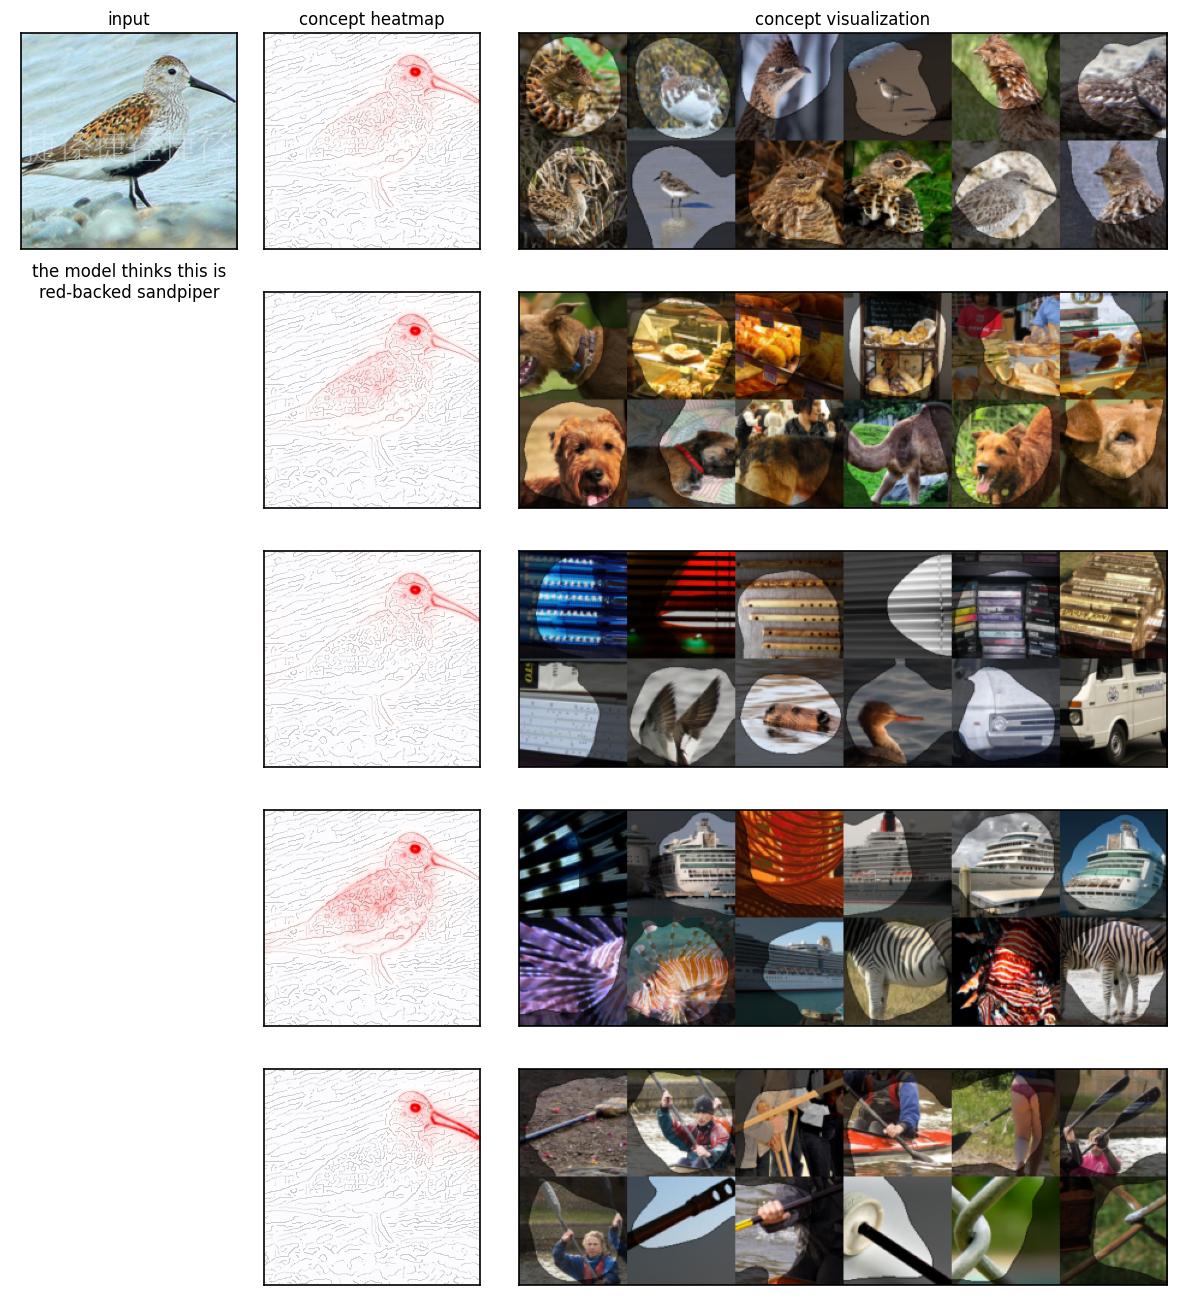 input
concept heatmap
concept visualization
the model thinks this is
red-backed sandpiper